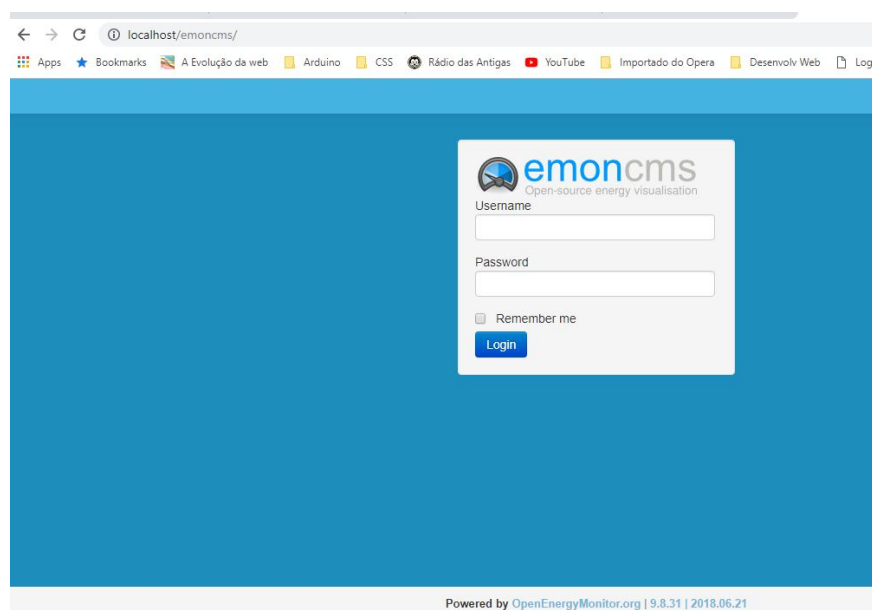 localhost/emoncms/
Apps Bookmarks A Evolução da web Arduino CSS Rádio das Antigas YouTube Importado do Opera Desenvolv Web Log
emoncms
Open-source energy visualisation
Username
Password
Remember me
Login
Powered by OpenEnergyMonitor.org | 9.8.31 | 2018.06.21